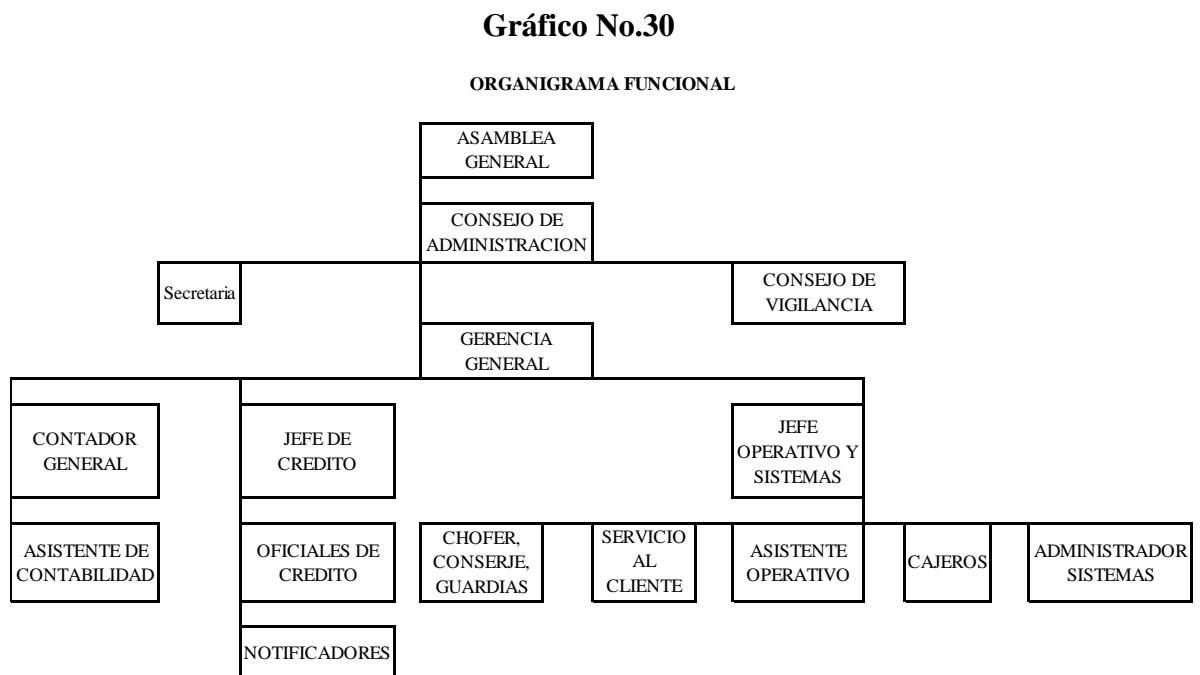 Gráfico No.30
ORGANIGRAMA FUNCIONAL
ASAMBLEA
GENERAL
CONSEJO DE
ADMINISTRACION
Secretaria
CONSEJO DE
VIGILANCIA
GERENCIA
GENERAL
CONTADOR
GENERAL
JEFE DE
CREDITO
JEFE
OPERATIVO Y
SISTEMAS
ASISTENTE DE
CONTABILIDAD
OFICIALES DE
CREDITO
CHOFER,
CONSERJE,
GUARDIAS
SERVICIO
AL
CLIENTE
ASISTENTE
OPERATIVO
CAJEROS
ADMINISTRADOR
SISTEMAS
NOTIFICADORES